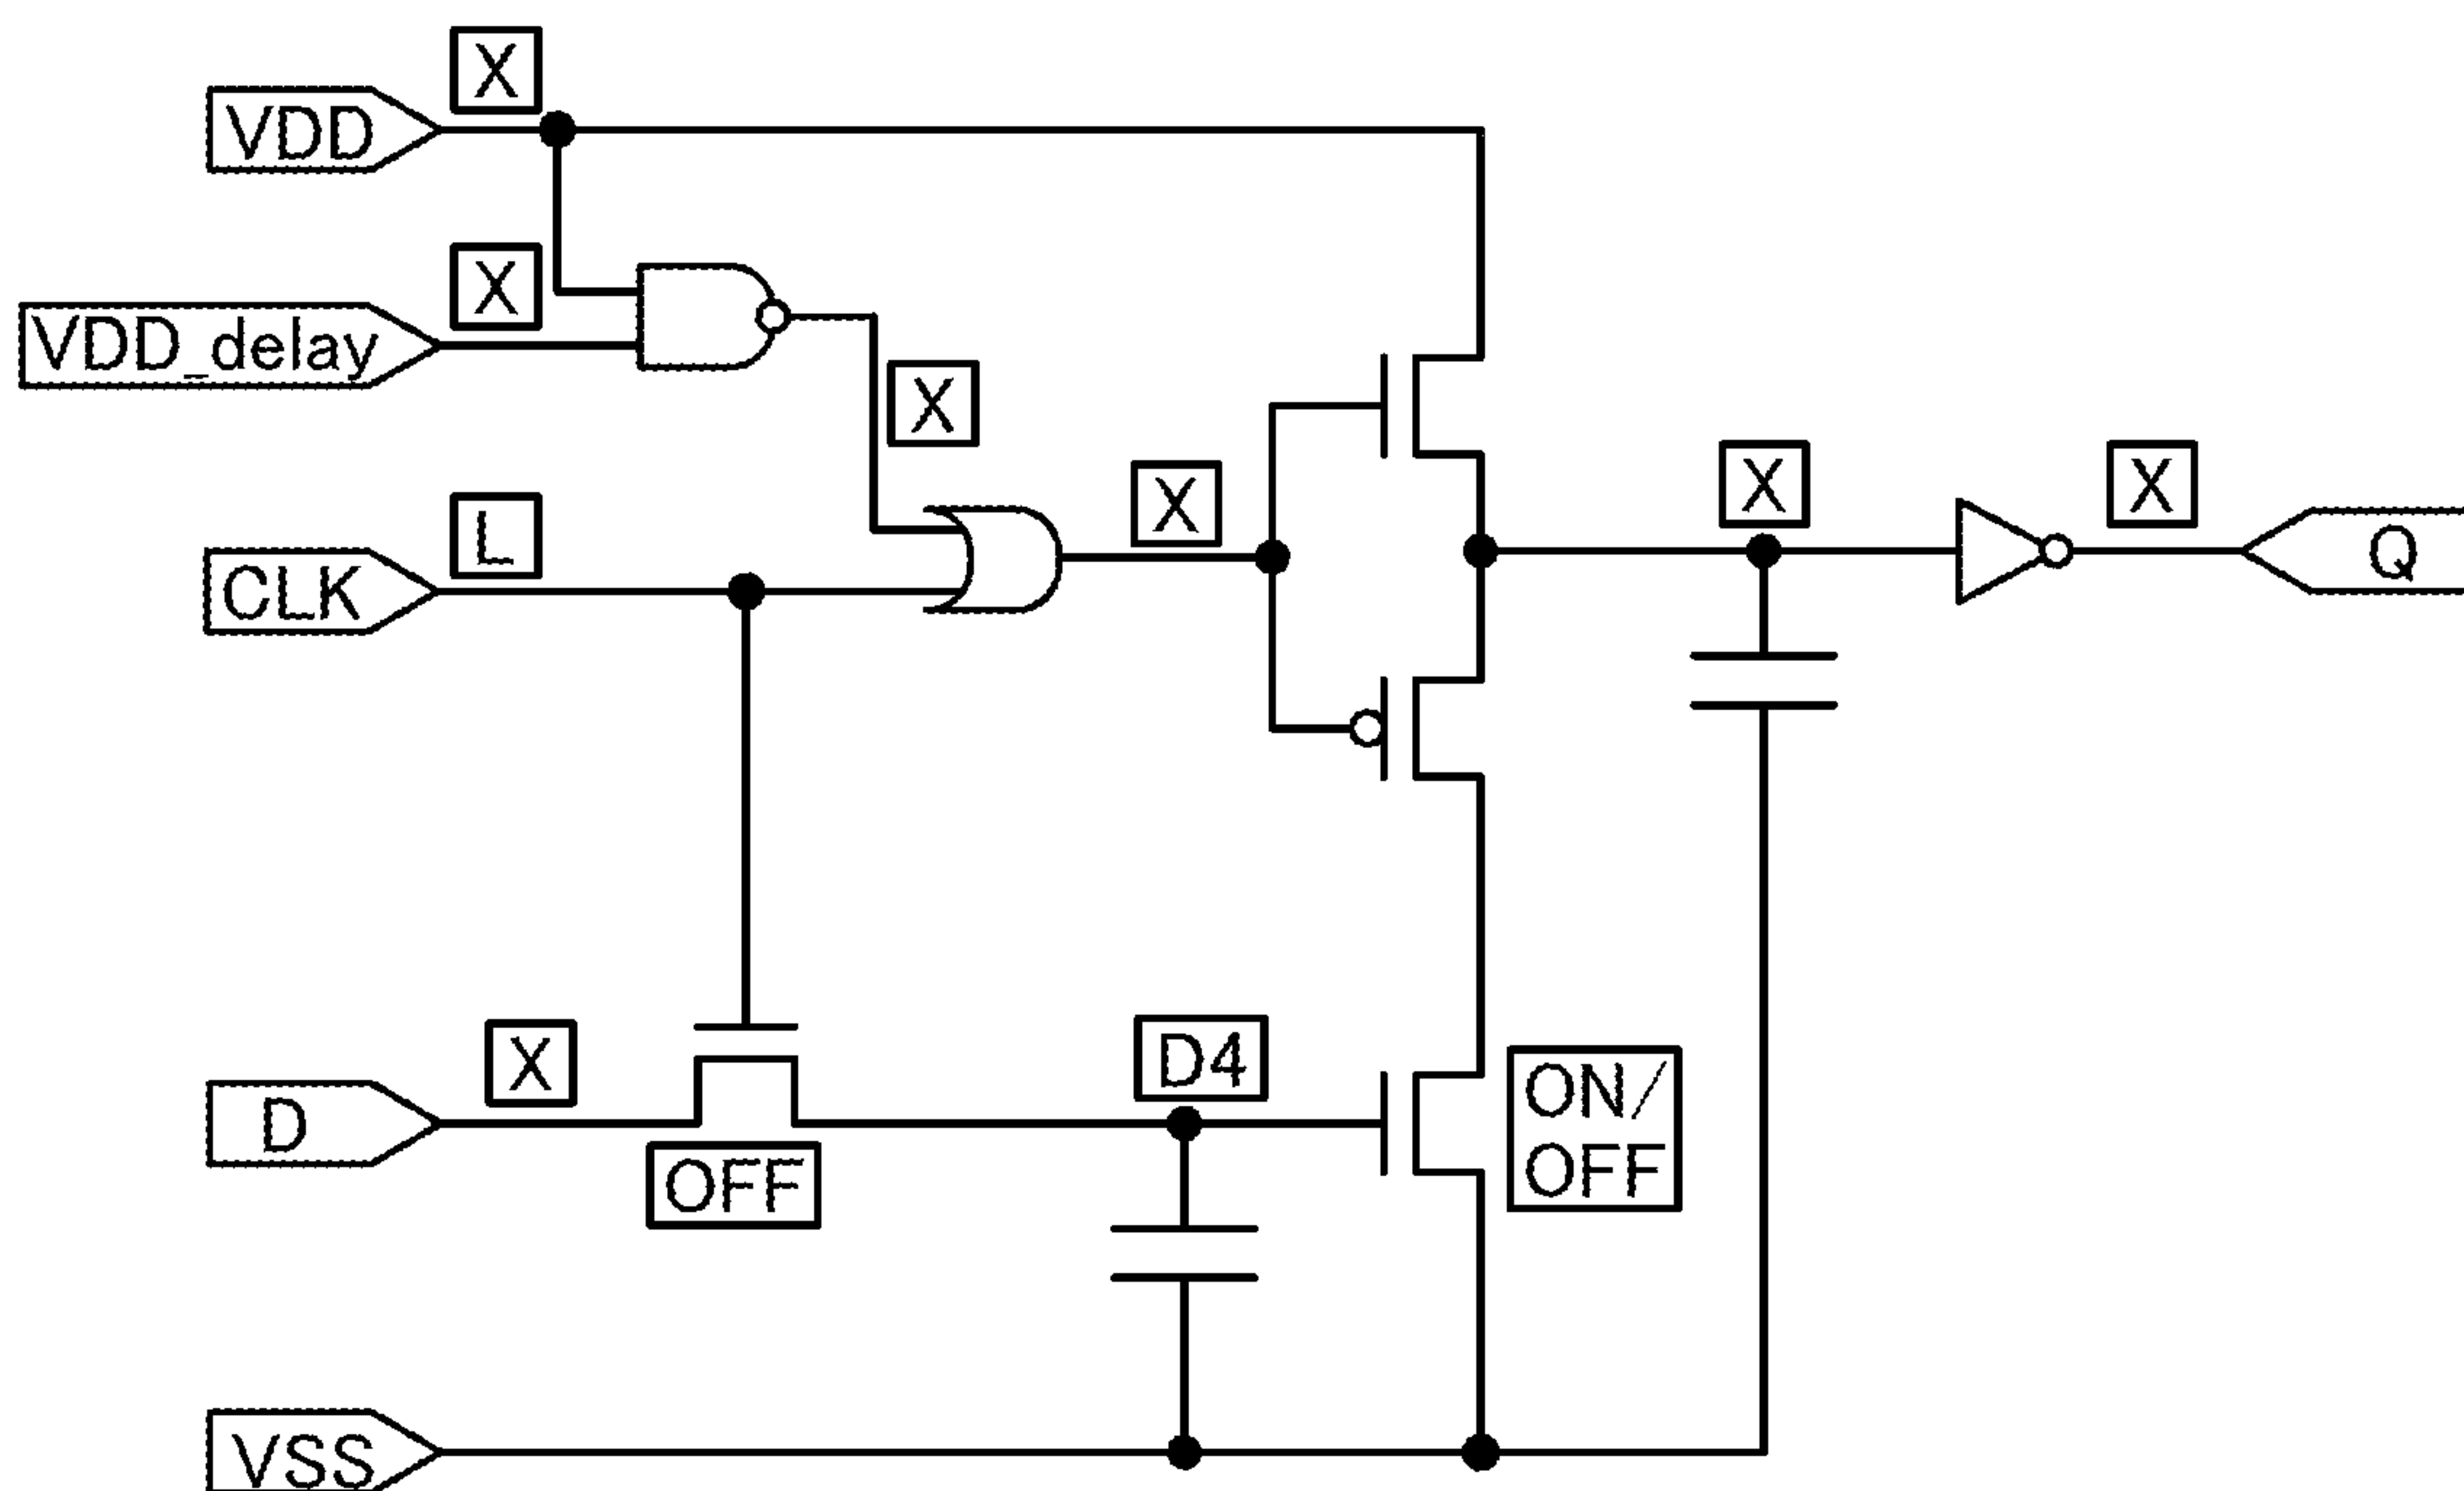 X
VDD
X
VDD_delay
X
X
X
X
L
CLK
Q
X
D4
D
OFF
ON/
OFF
VSS